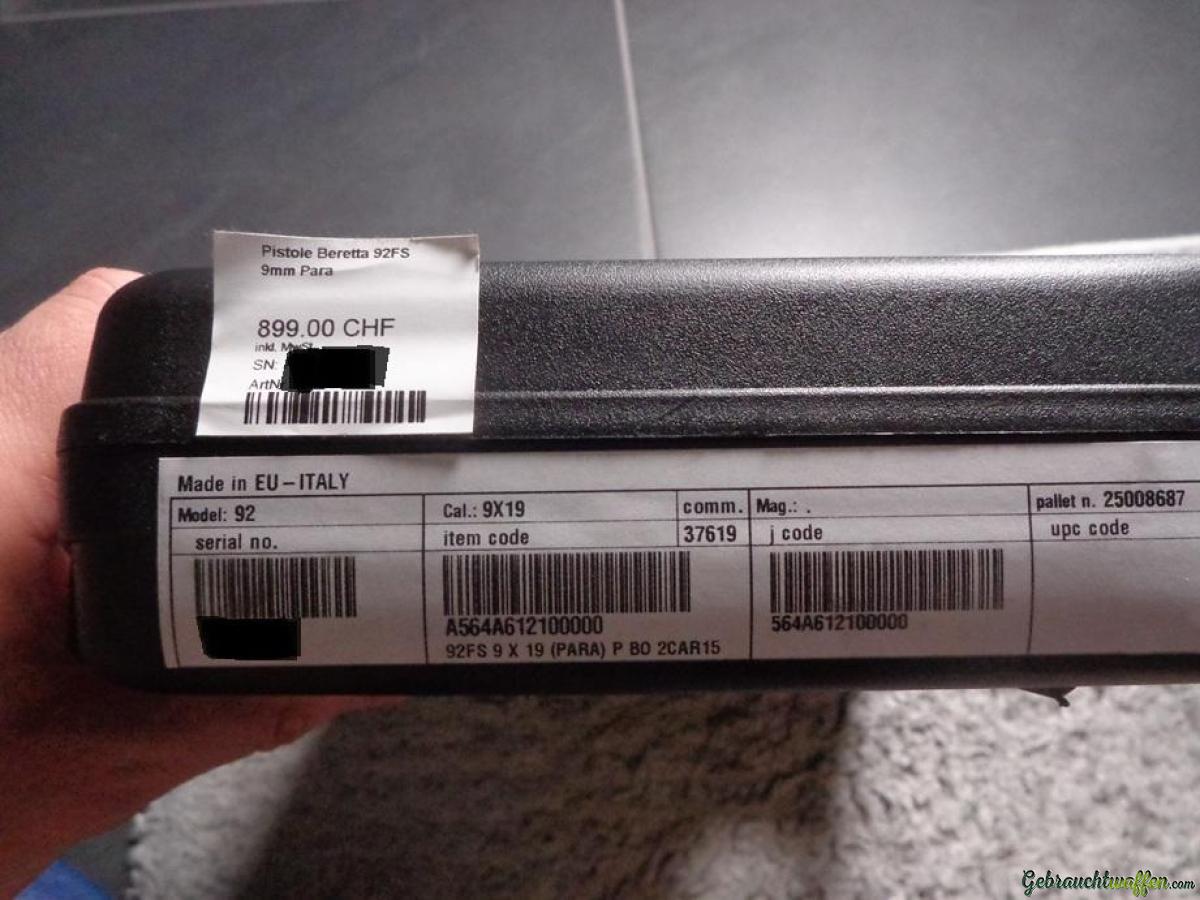 Pistole Beretta 92FS
9mm Para
899.00 CHF
inkl. MwSt.
SN:
ArtN
Made in EU-ITALY
Model: 92
serial no.
Cal.: 9X19
item code
comm.
37619
A564A612100000
92FS 9 X 19 (PARA) P BO 2CAR15
Mag.: .
j code
564A612100000
pallet n. 25008687
upc code
Gebrauchtwaffen.com